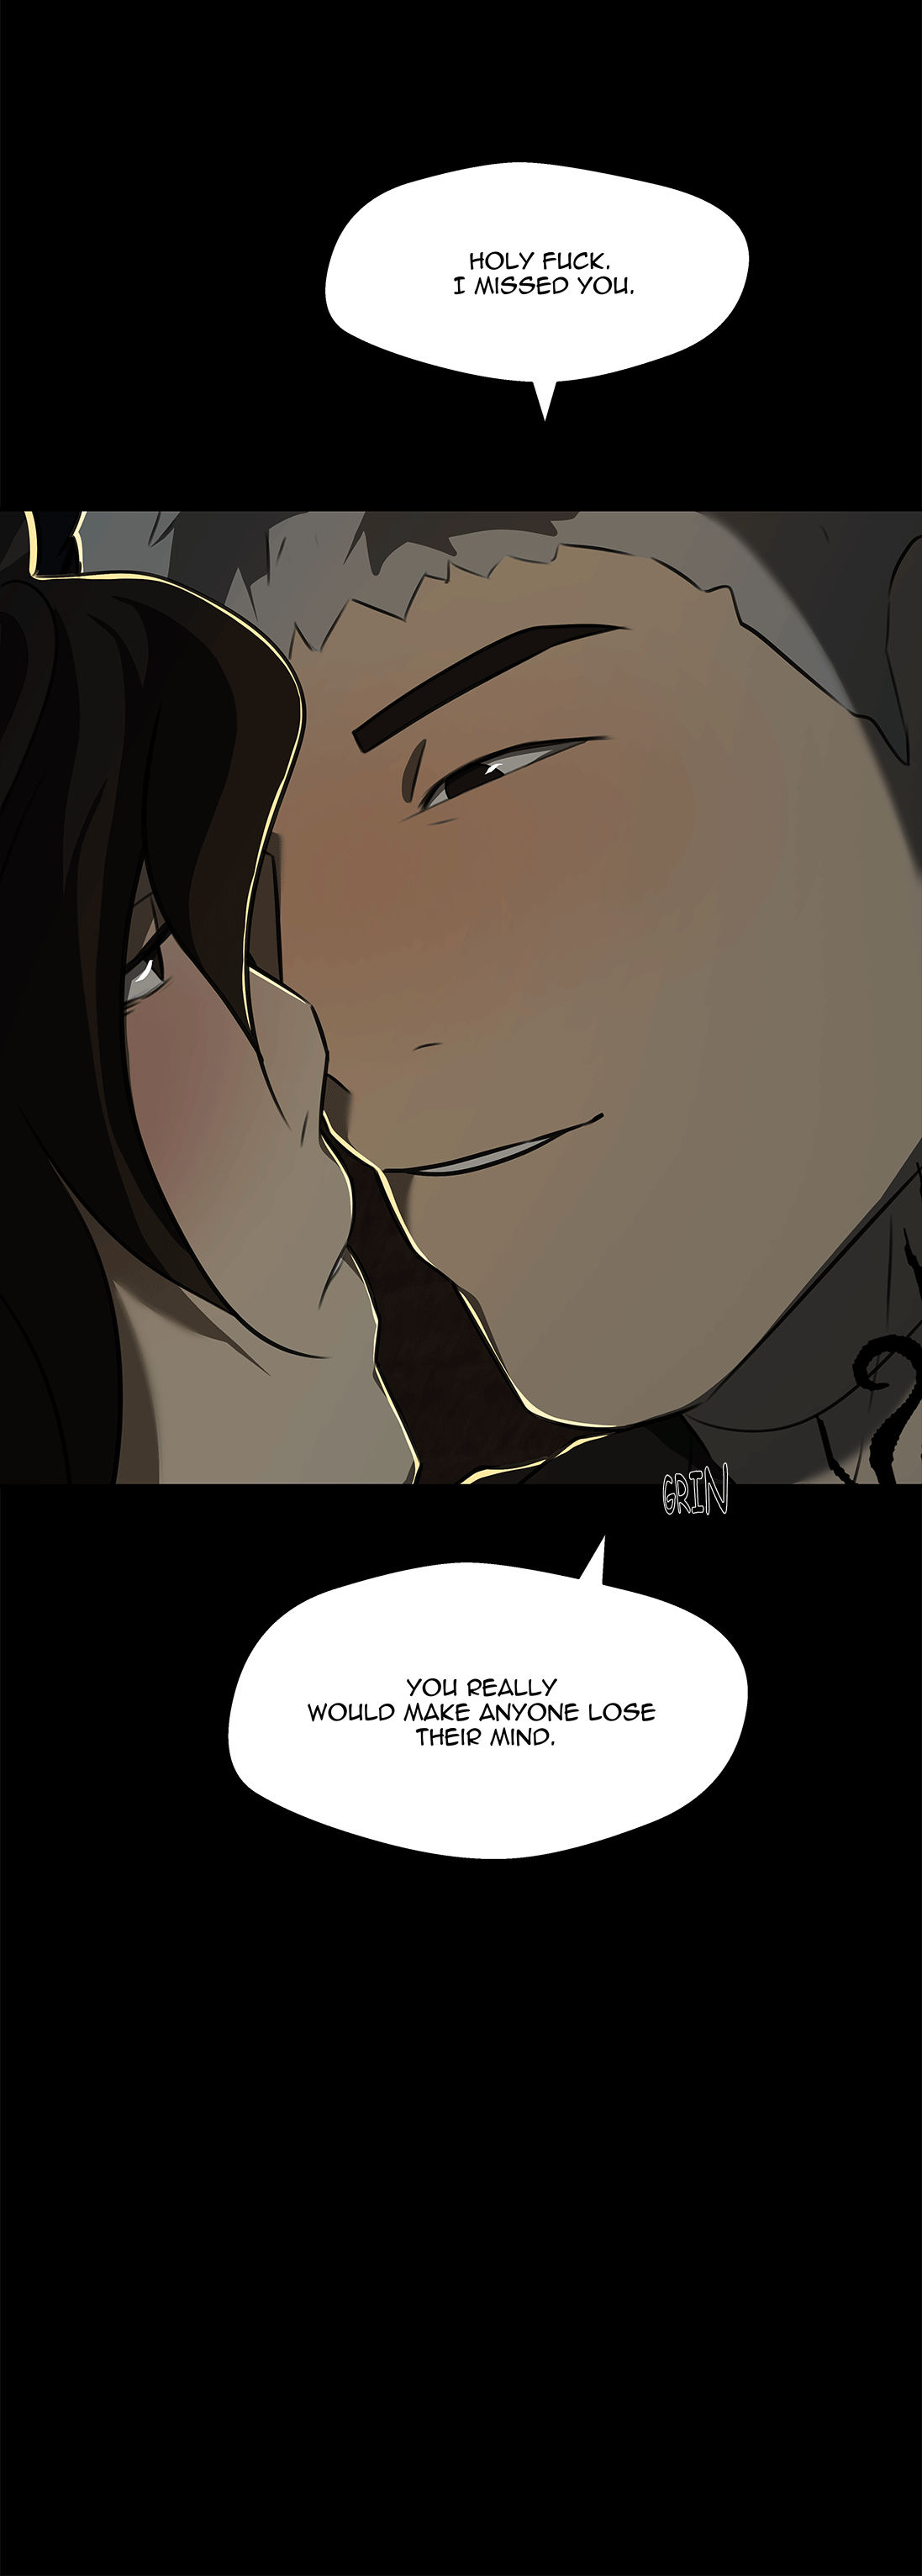 HOLY FUCK.
I MISSED YOU.
GRIN
YOU REALLY
WOULD MAKE ANYONE LOSE
THEIR MIND.